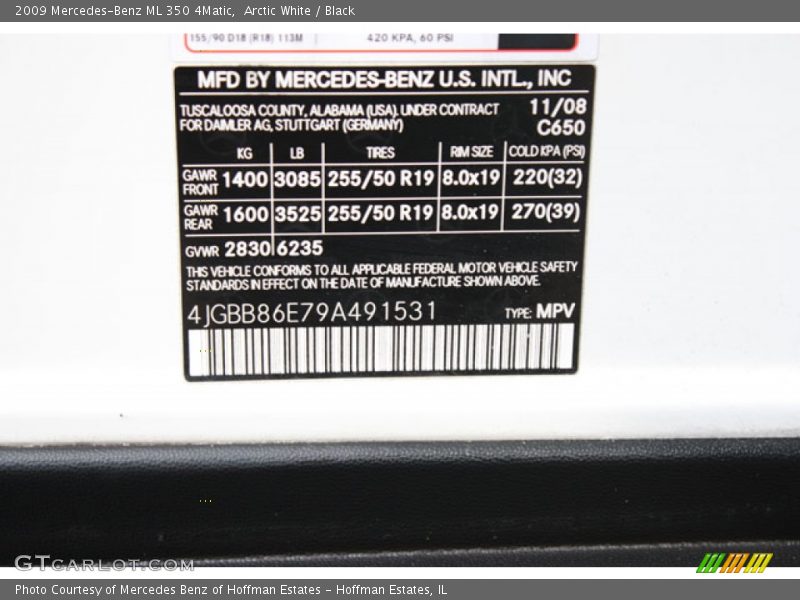 2009 Mercedes-Benz ML 350 4Matic, Arctic White / Black
155/90 D18 (R18) 113M 420 KPA, 60 PSI
MFD BY MERCEDES-BENZ U.S. INTL., INC
TUSCALOOSA COUNTY, ALABAMA (USA). UNDER CONTRACT 11/08
FOR DAIMLER AG, STUTTGART (GERMANY) C650
KG LB TIRES RIM SIZE COLD KPA (PSI)
GAWR FRONT 1400 3085 255/50 R19 8.0x19 220(32)
GAWR REAR 1600 3525 255/50 R19 8.0x19 270(39)
GVWR 2830 6235
THIS VEHICLE CONFORMS TO ALL APPLICABLE FEDERAL MOTOR VEHICLE SAFETY
STANDARDS IN EFFECT ON THE DATE OF MANUFACTURE SHOWN ABOVE.
4JGBB86E79A491531 TYPE: MPV
GTCARLOT.COM
Photo Courtesy of Mercedes Benz of Hoffman Estates - Hoffman Estates, IL